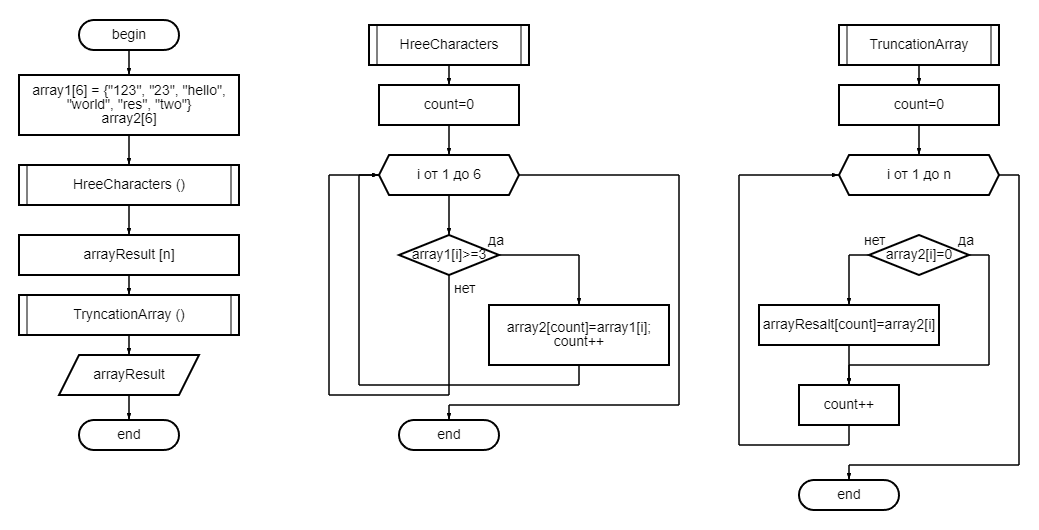 begin
array1[6] = {"123", "23", "hello",
"world", "res", "two"}
array2[6]
HreeCharacters ()
arrayResult [n]
TryncationArray ()
arrayResult
end
HreeCharacters
count=0
i от 1 до 6
array1[i]>=3
да
нет
array2[count]=array1[i];
count++
end
TruncationArray
count=0
i от 1 до n
нет
array2[i]=0
да
arrayResalt[count]=array2[i]
count++
end